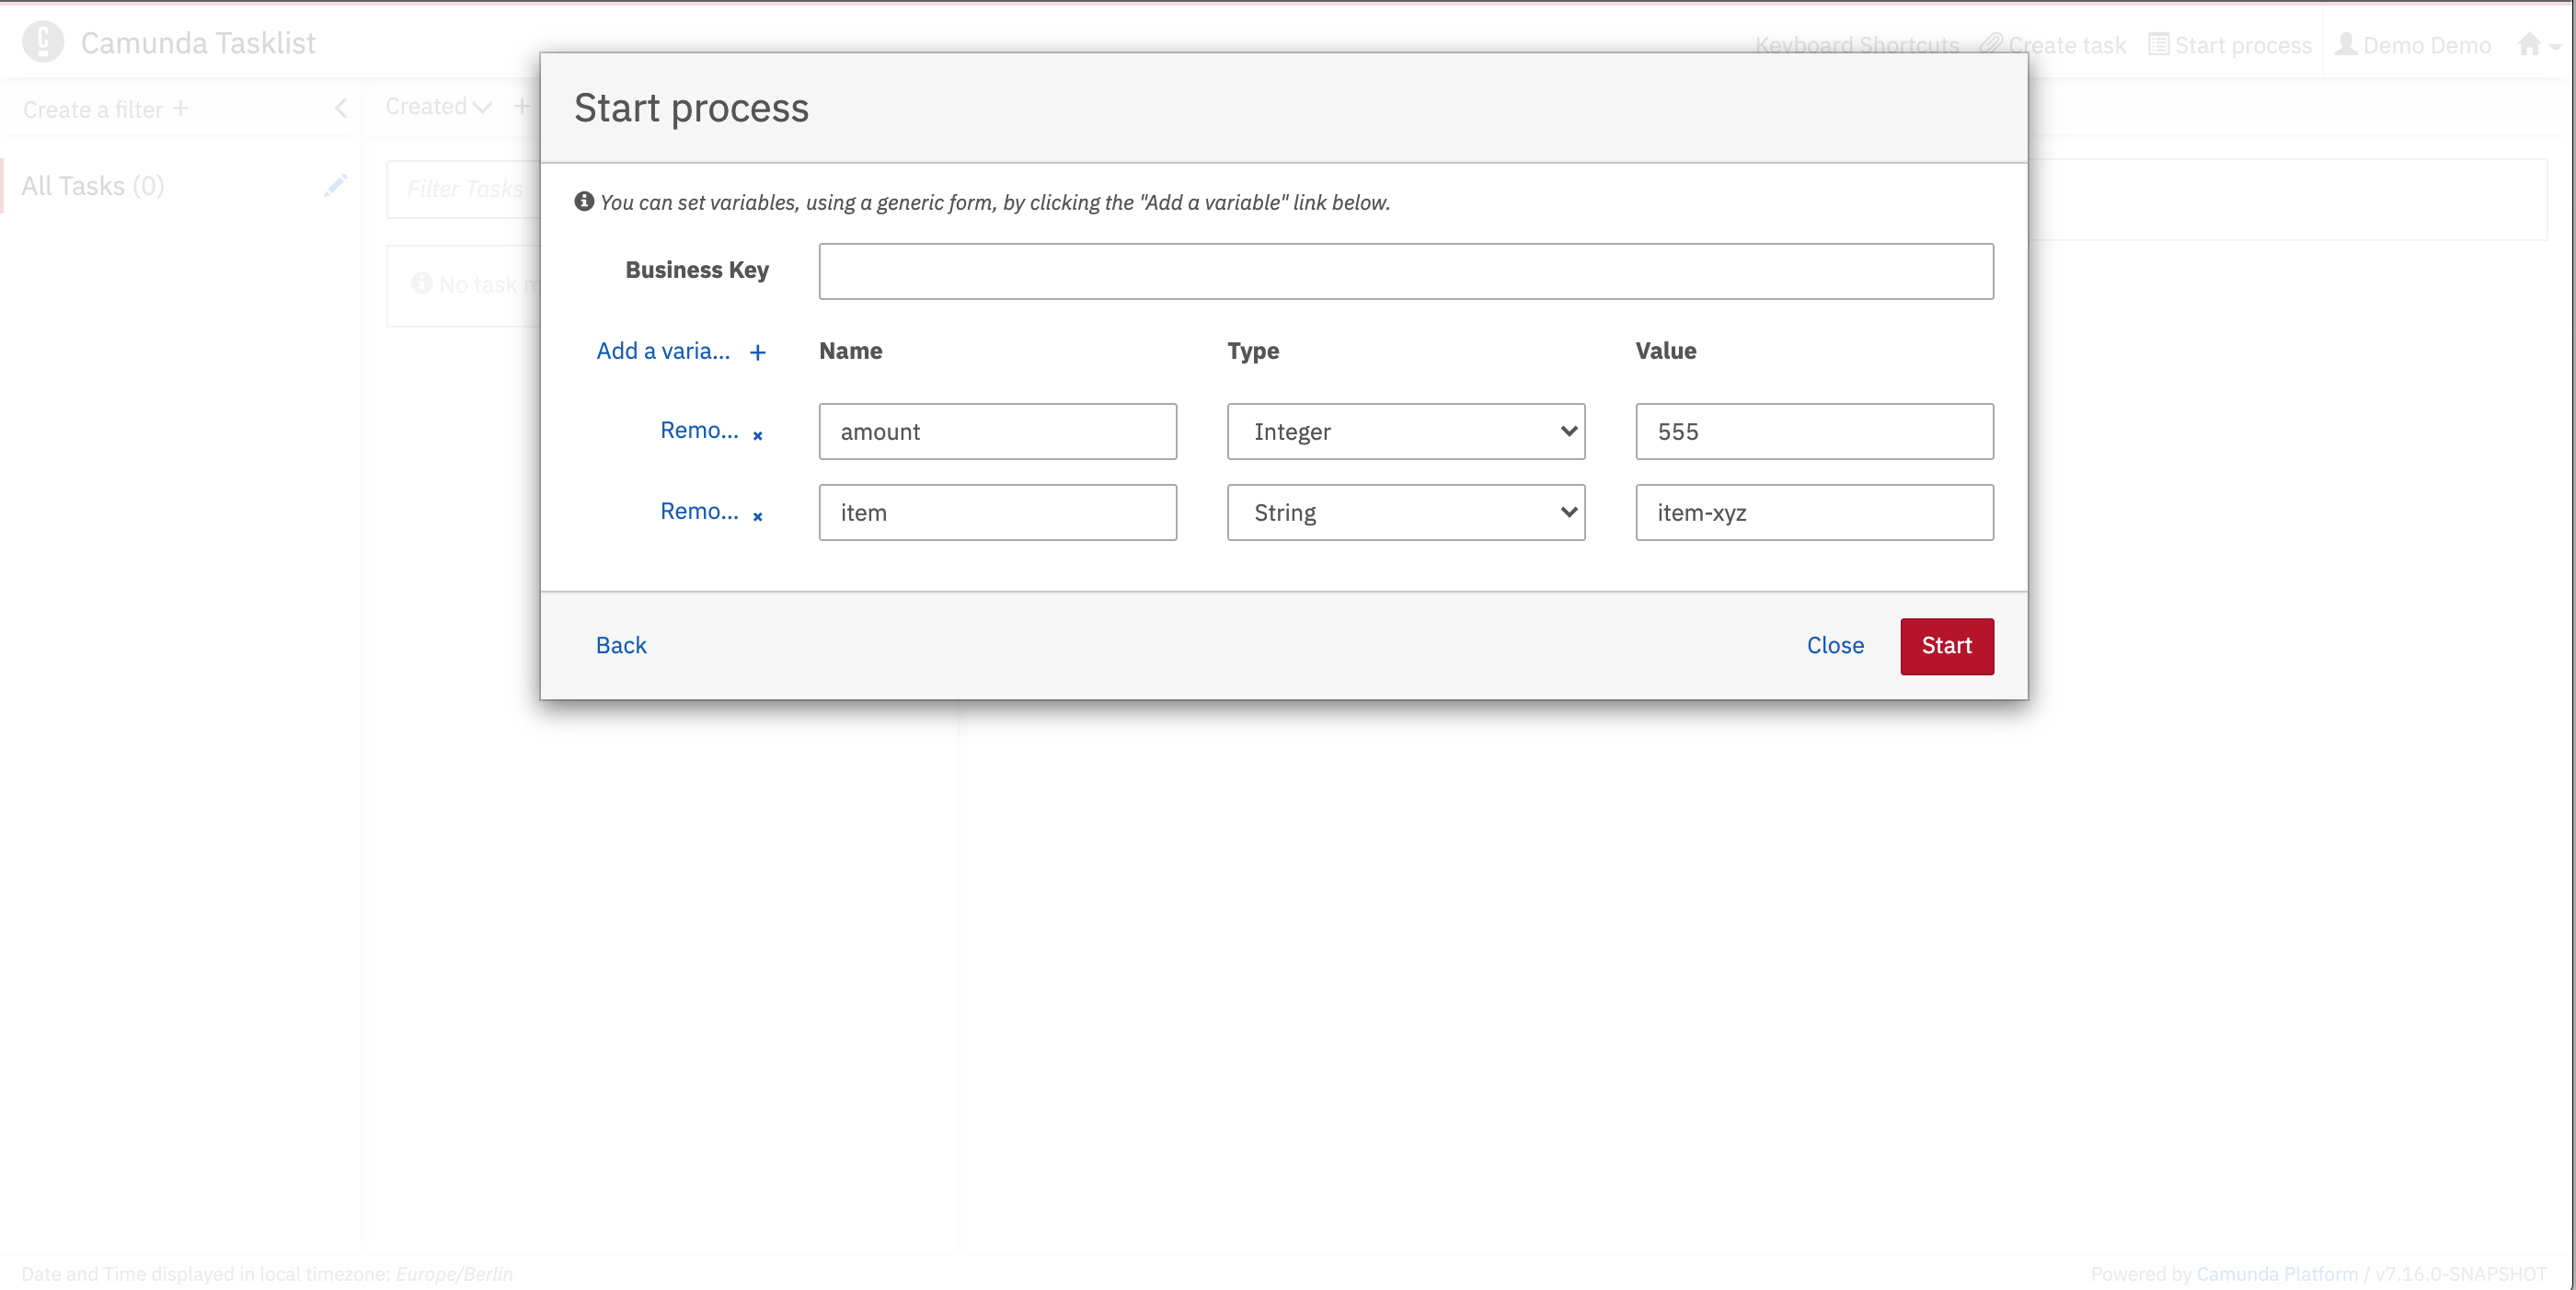 Camunda Tasklist
Keyboard Shortcuts Create task Start process Demo Demo
Create a filter +
Created +
All Tasks (0)
Filter Tasks
No task m
Start process
You can set variables, using a generic form, by clicking the "Add a variable" link below.
Business Key
Add a varia... + Name Type Value
Remo... × amount Integer 555
Remo... × item String item-xyz
Back Close Start
Date and Time displayed in local timezone: Europe/Berlin
Powered by Camunda Platform / v7.16.0-SNAPSHOT